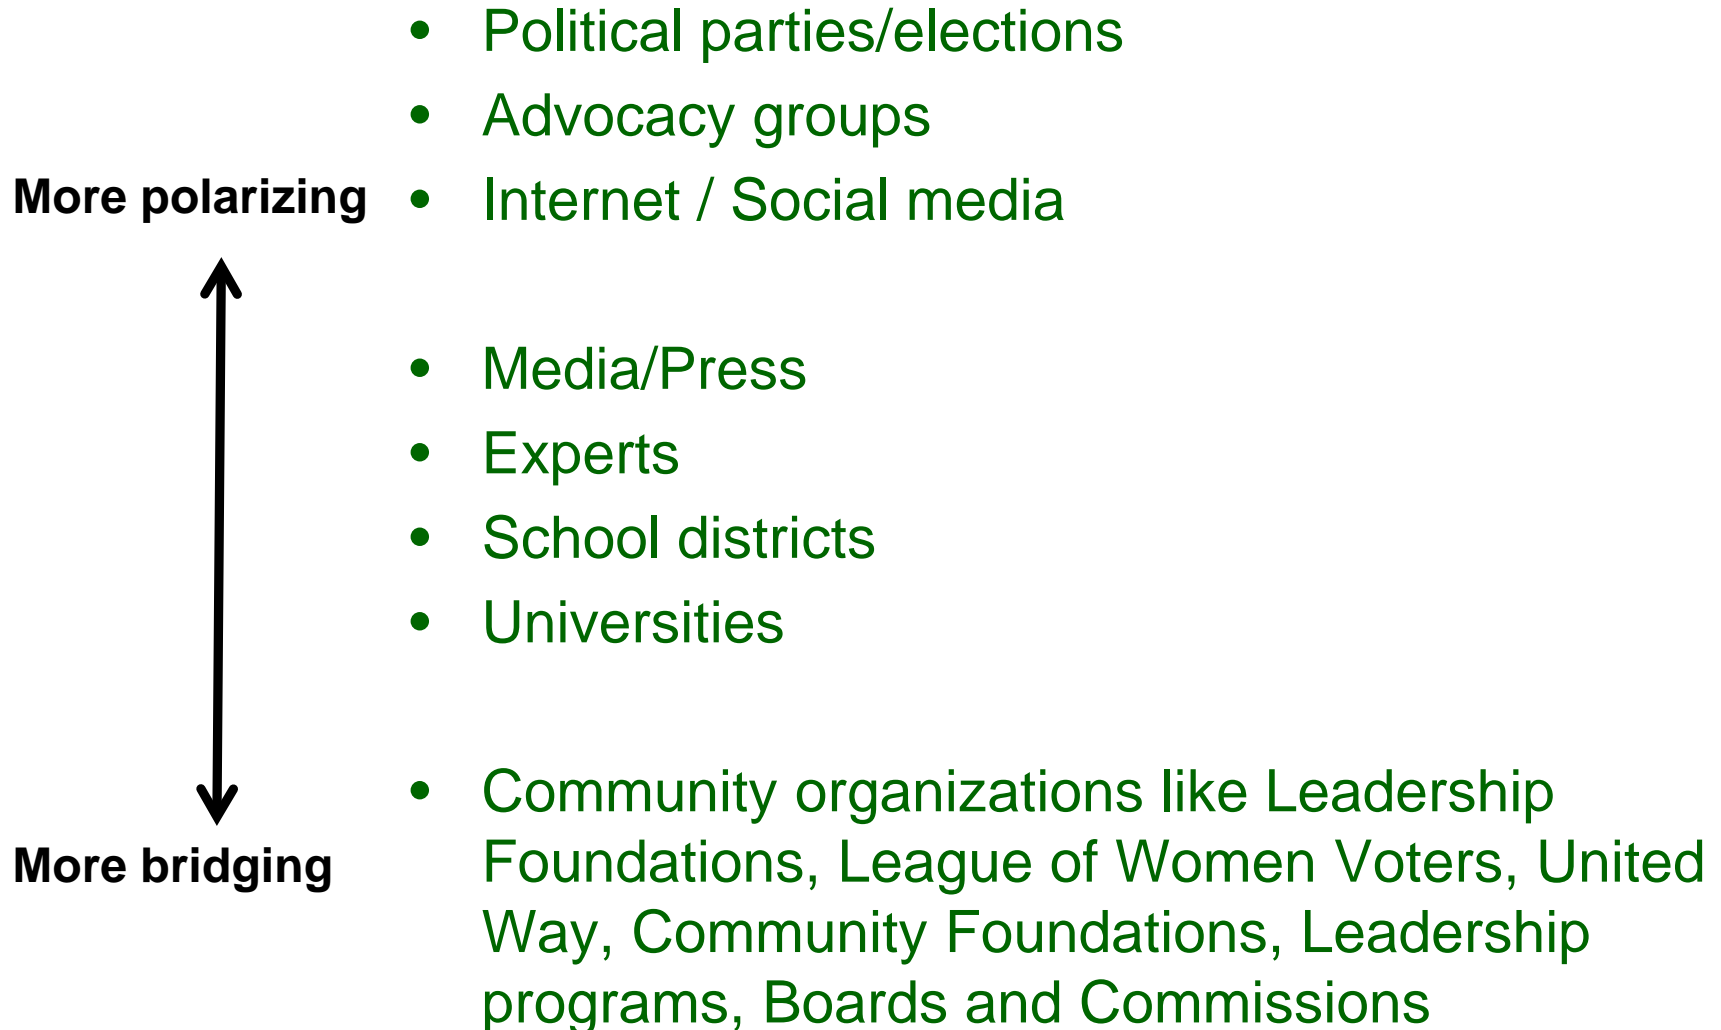 • Political parties/elections
• Advocacy groups
More polarizing • Internet / Social media
• Media/Press
• Experts
• School districts
• Universities
• Community organizations like Leadership
More bridging Foundations, League of Women Voters, United
Way, Community Foundations, Leadership
programs, Boards and Commissions